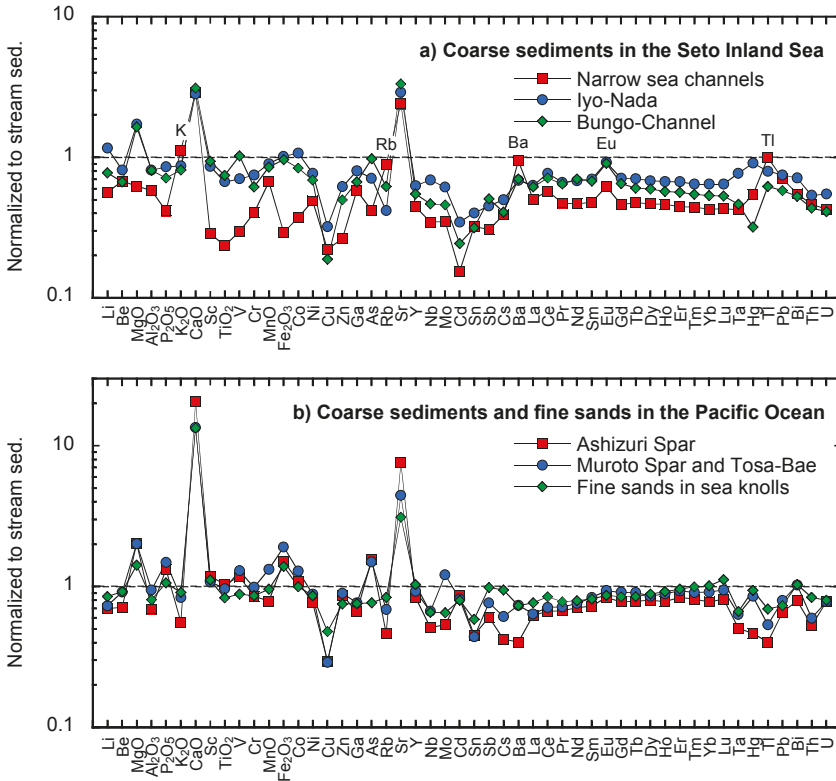 10
a) Coarse sediments in the Seto Inland Sea
Narrow sea channels
Iyo-Nada
Bungo-Channel
K
Rb
Ba
Eu
Tl
1
0.1
Normalized to stream sed.
Li Be MgO Al₂O₃ P₂O₅ K₂O CaO Sc TiO₂ V Cr MnO Fe₂O₃ Co Ni Cu Zn Ga As Rb Sr Y Nb Mo Cd Sn Sb Cs Ba La Ce Pr Nd Sm Eu Gd Tb Dy Ho Er Tm Yb Lu Ta Hg Tl Pb Bi Th U
b) Coarse sediments and fine sands in the Pacific Ocean
Ashizuri Spar
Muroto Spar and Tosa-Bae
Fine sands in sea knolls
10
1
0.1
Normalized to stream sed.
Li Be MgO Al₂O₃ P₂O₅ K₂O CaO Sc TiO₂ V Cr MnO Fe₂O₃ Co Ni Cu Zn Ga As Rb Sr Y Nb Mo Cd Sn Sb Cs Ba La Ce Pr Nd Sm Eu Gd Tb Dy Ho Er Tm Yb Lu Ta Hg Tl Pb Bi Th U